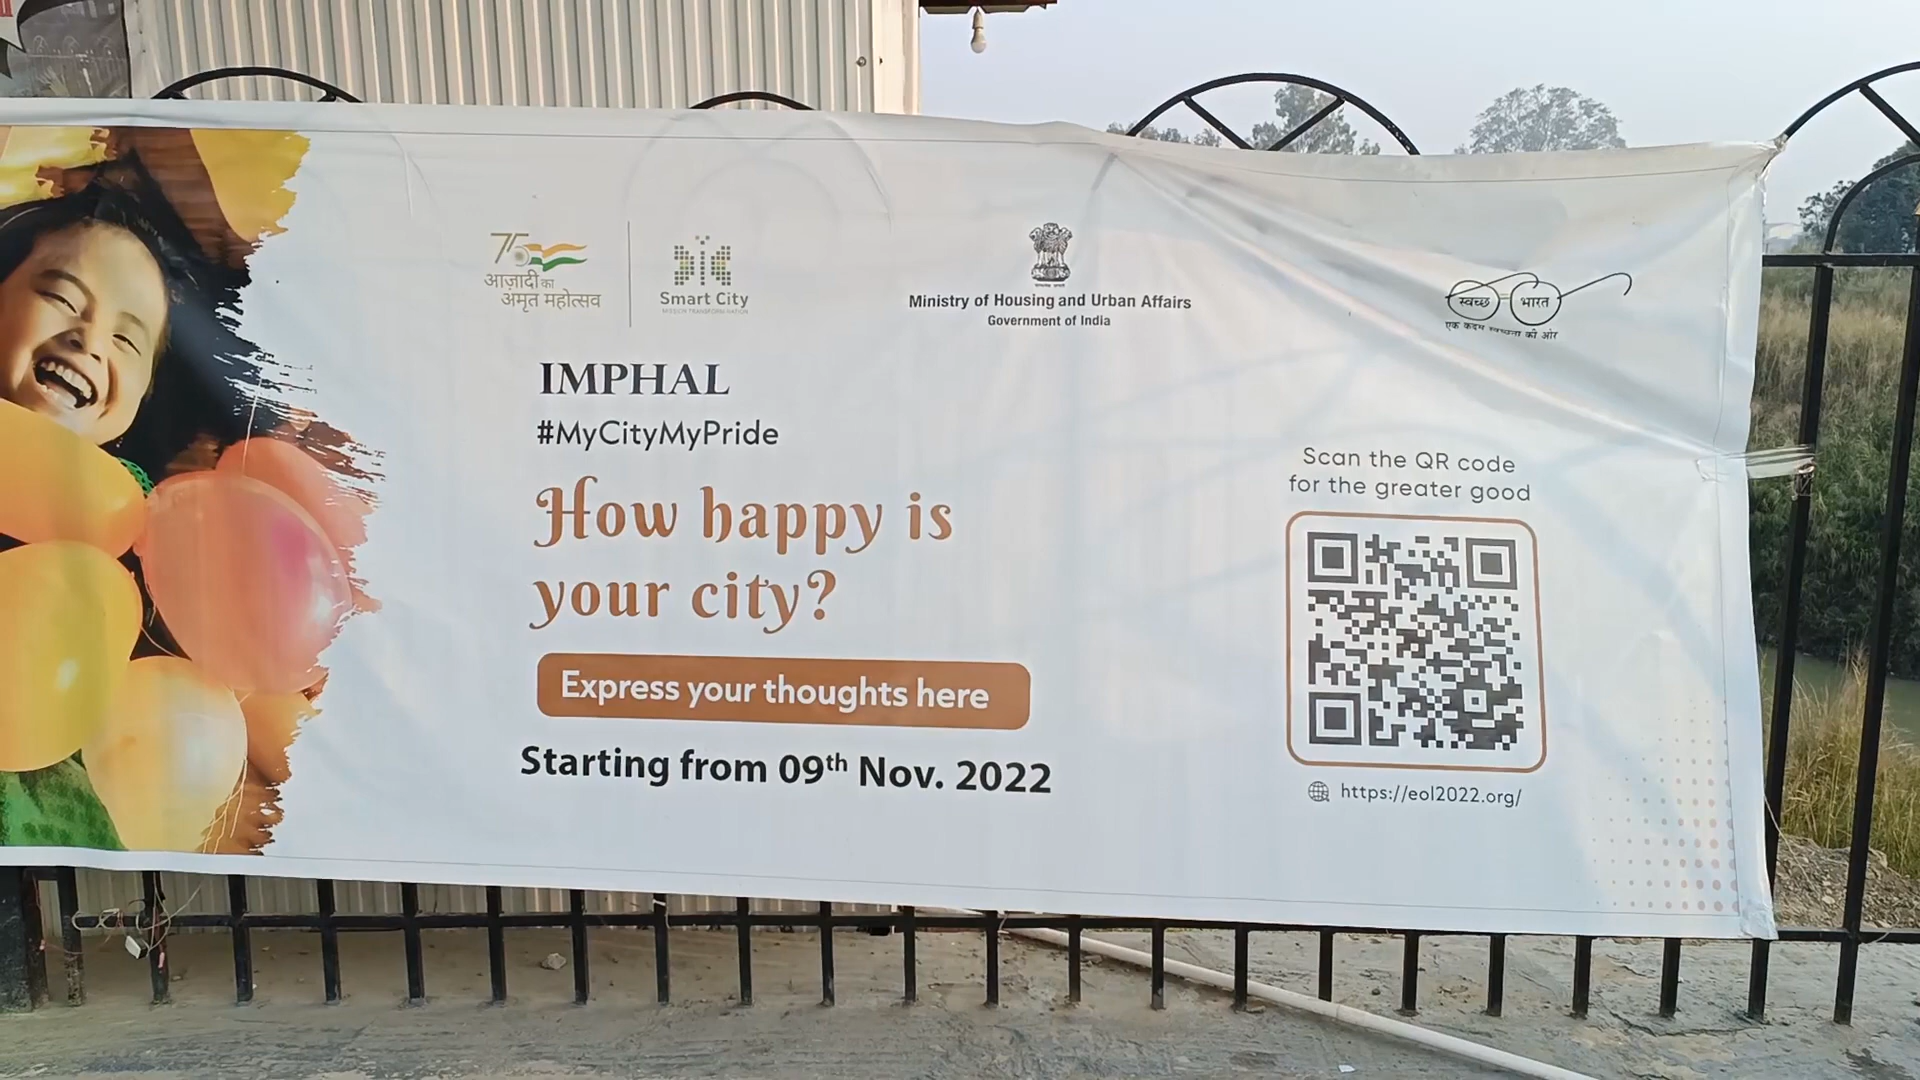 75
आज़ादी का
अमृत महोत्सव
Smart City
MISSION TRANSFORM-NATION
Ministry of Housing and Urban Affairs
Government of India
स्वच्छ भारत
एक कदम स्वच्छता की ओर
IMPHAL
#MyCityMyPride
How happy is
your city?
Express your thoughts here
Starting from 09th Nov. 2022
Scan the QR code
for the greater good
https://eol2022.org/